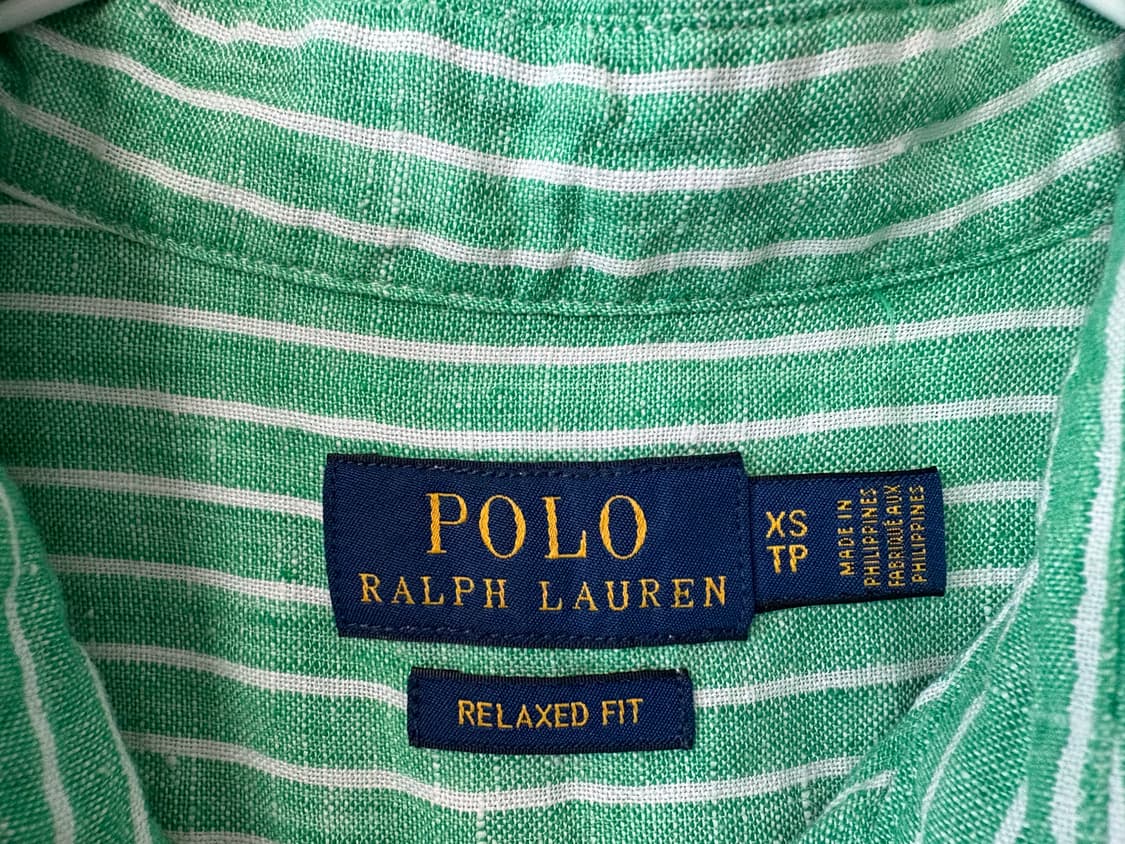 POLO
RALPH LAUREN
XS
TP
MADE IN
PHILIPPINES
FABRIQUÉ AUX
PHILIPPINES
RELAXED FIT